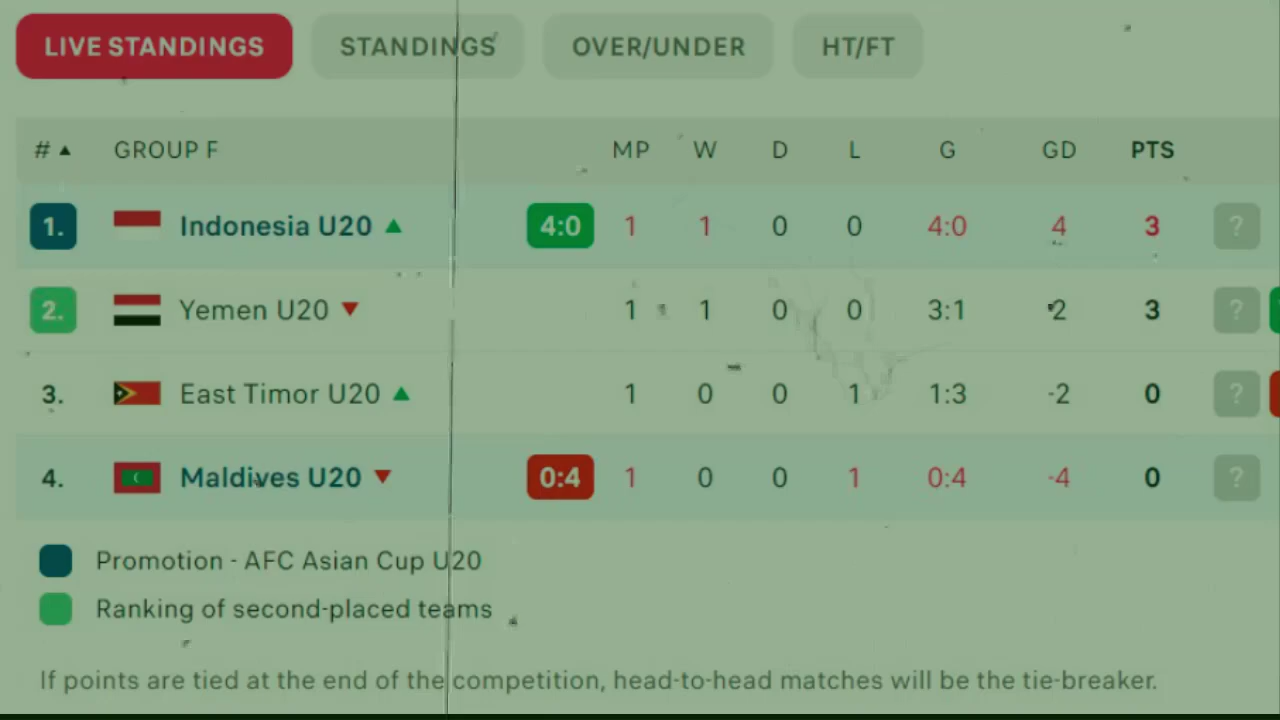 LIVE STANDINGS STANDINGS OVER/UNDER HT/FT
# GROUP F MP W D L G GD PTS
1. Indonesia U20 4:0 1 1 0 0 4:0 4 3 ?
2. Yemen U20 1 1 0 0 3:1 2 3 ?
3. East Timor U20 1 0 0 1 1:3 -2 0 ?
4. Maldives U20 0:4 1 0 0 1 0:4 -4 0 ?
Promotion - AFC Asian Cup U20
Ranking of second-placed teams
If points are tied at the end of the competition, head-to-head matches will be the tie-breaker.